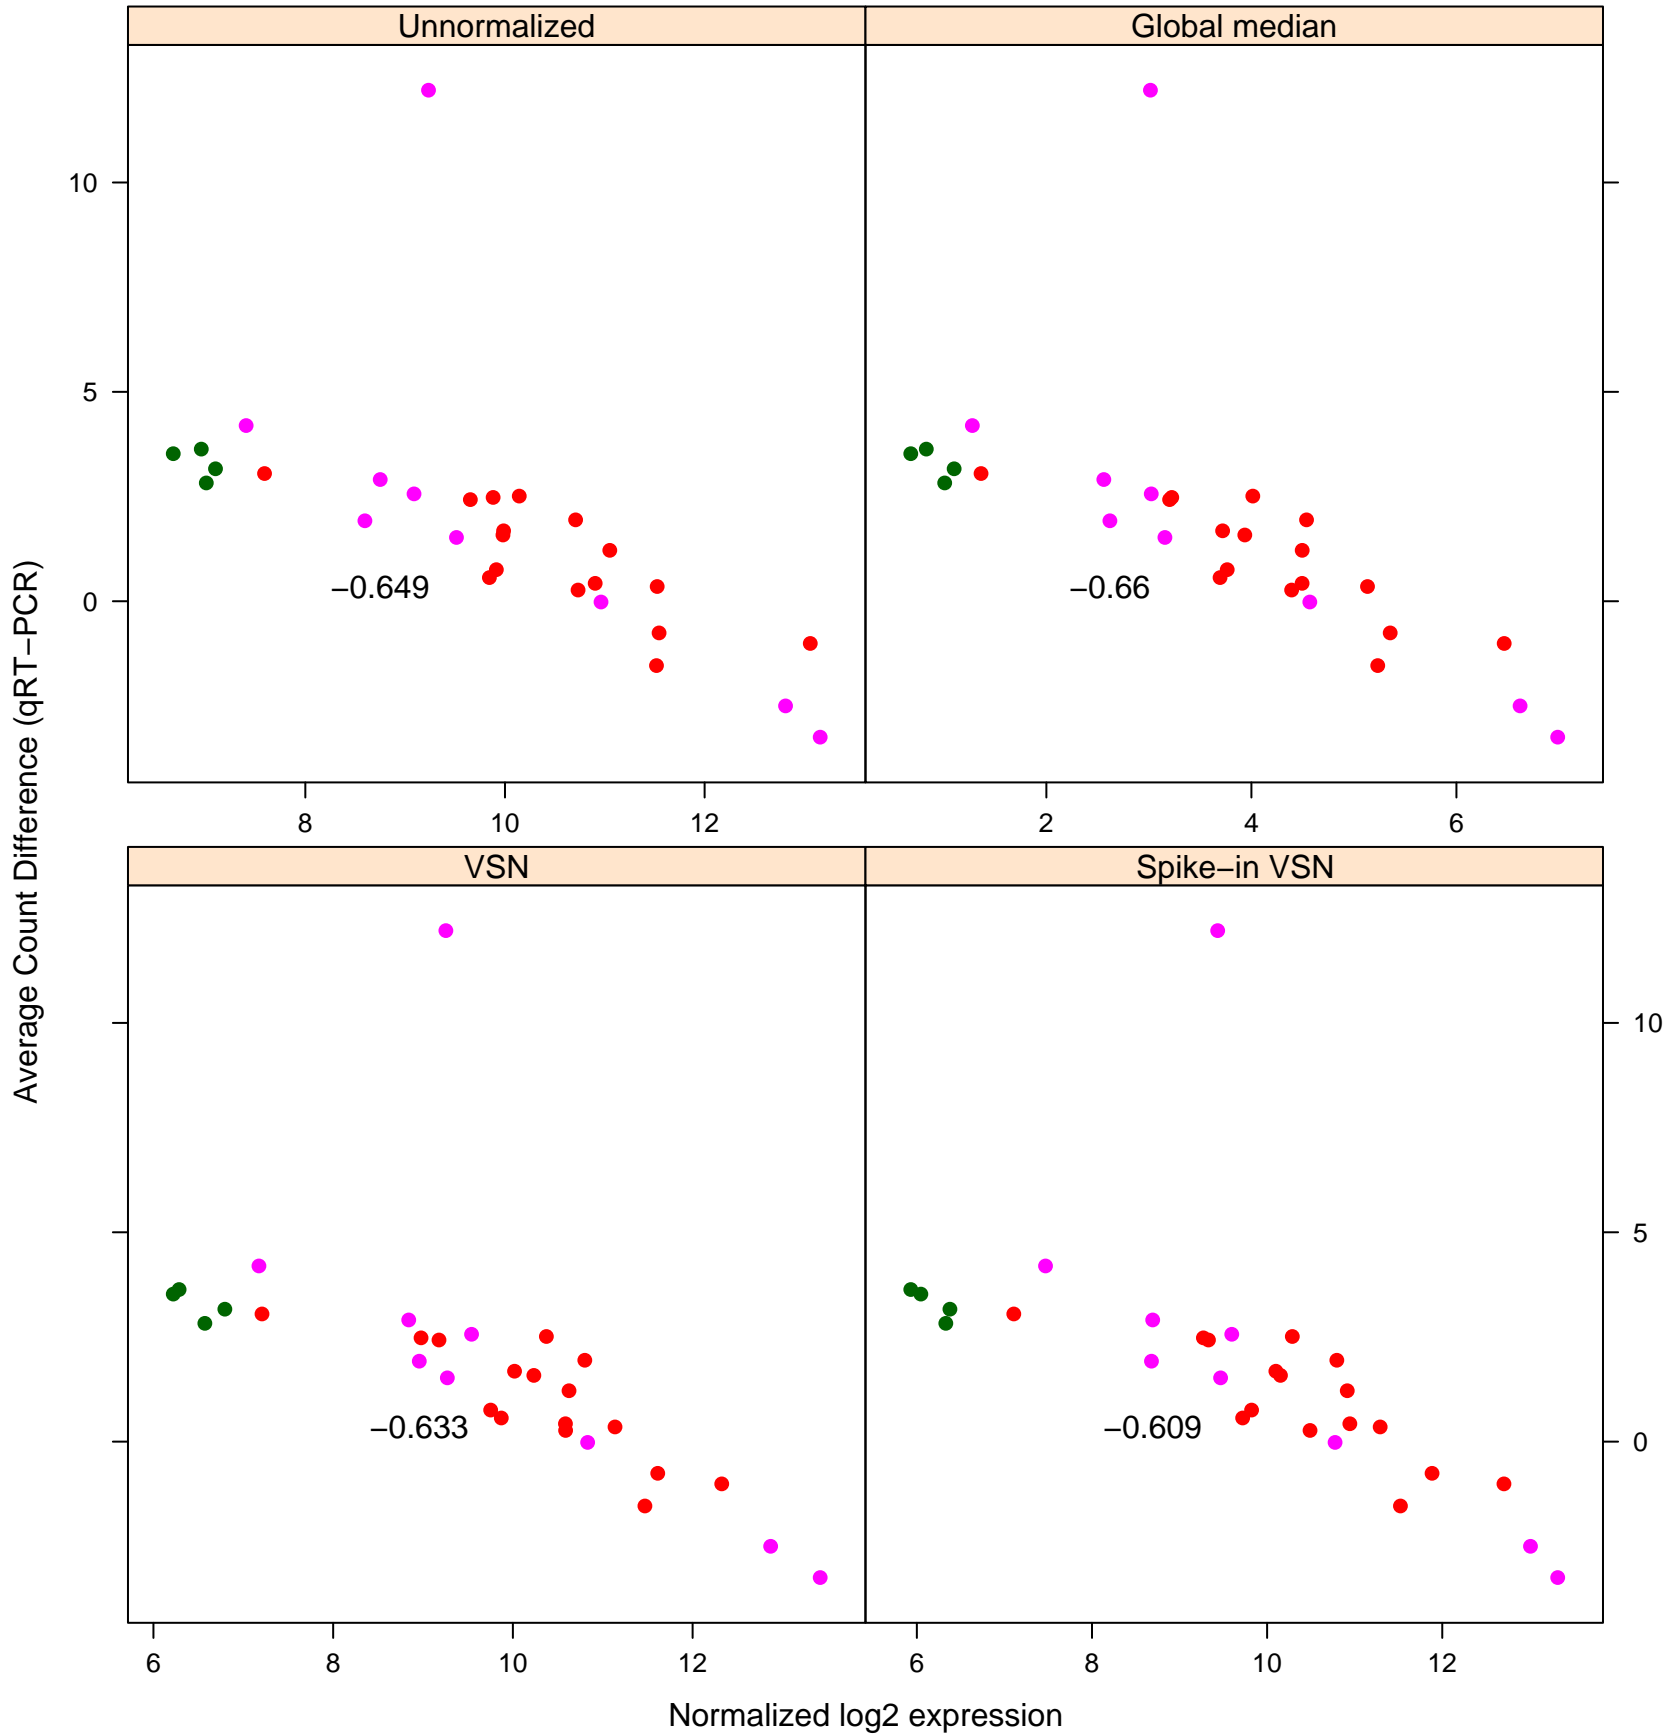 Unnormalized Global median
10
5
0
−0.649 −0.66
8 10 12 2 4 6
Average Count Difference (qRT−PCR)
VSN Spike−in VSN
10
5
0
−0.633 −0.609
6 8 10 12 6 8 10 12
Normalized log2 expression